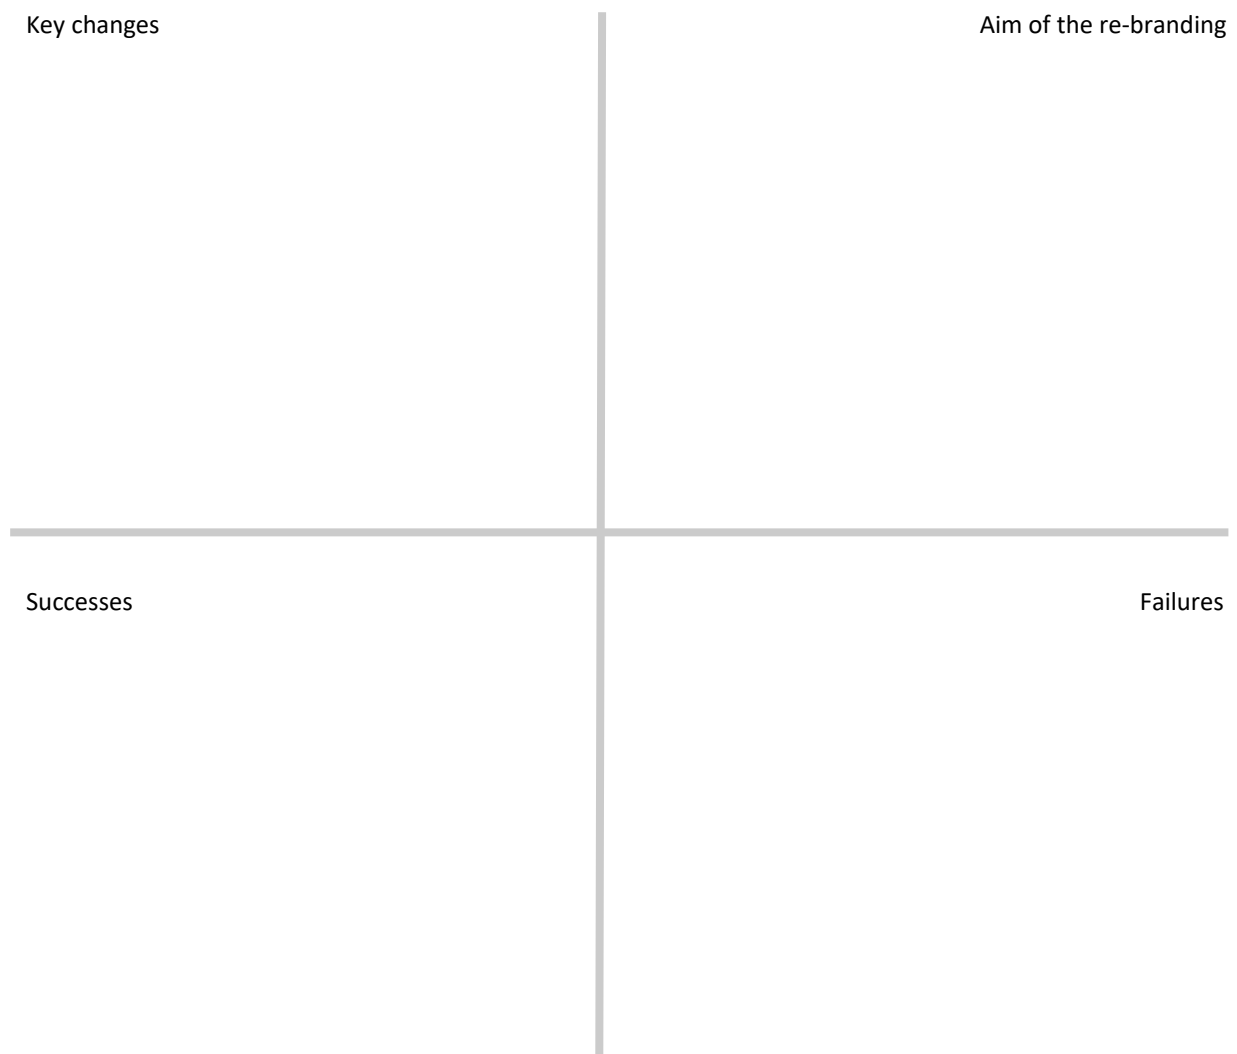 Key changes
Aim of the re-branding
Successes
Failures